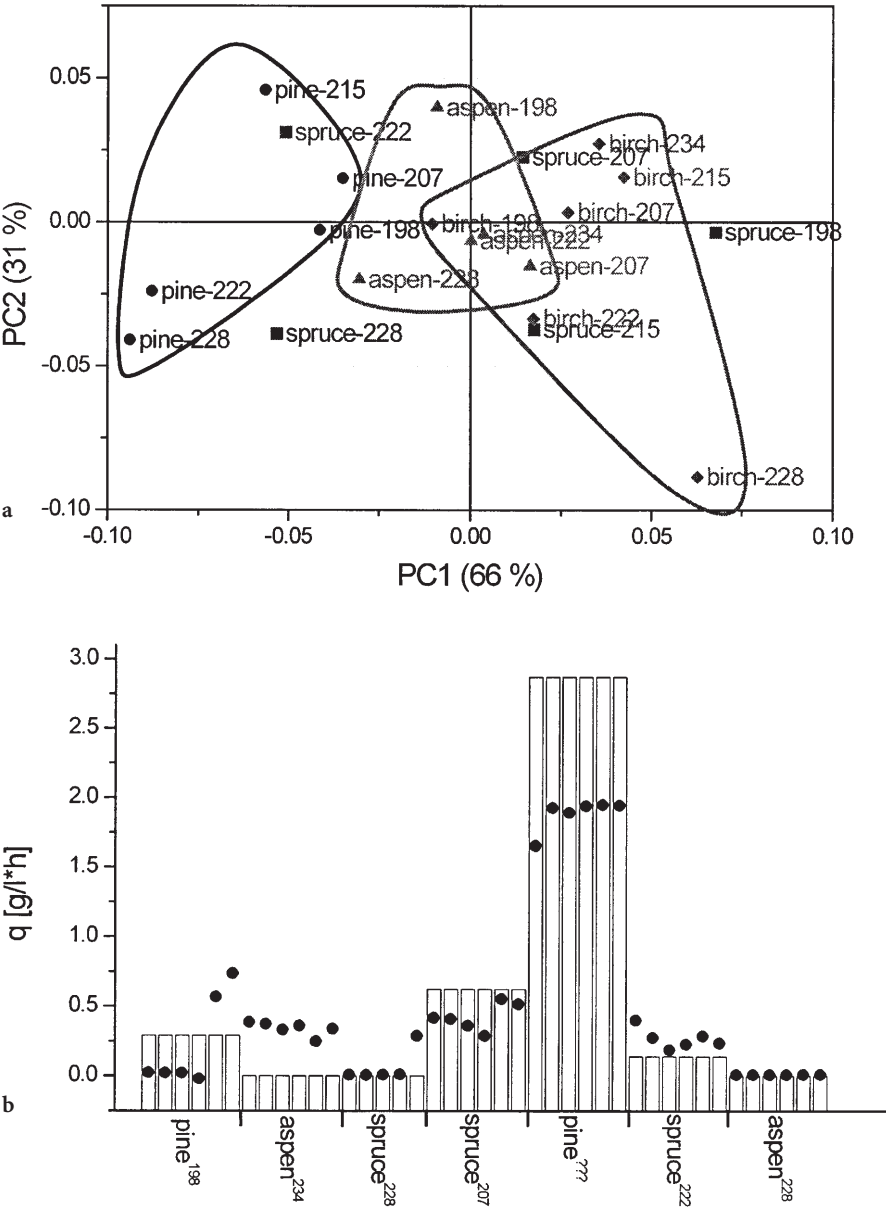 0.05
0.00
-0.05
-0.10
PC2 (31 %)
pine-215
spruce-222
pine-207
pine-198
pine-222
pine-228
spruce-228
aspen-198
spruce-207
birch-234
birch-215
birch-207
birch-198
aspen-234
aspen-222
spruce-198
aspen-207
aspen-228
birch-222
spruce-215
birch-228
a
-0.10 -0.05 0.00 0.05 0.10
PC1 (66 %)
3.0
2.5
2.0
1.5
1.0
0.5
0.0
q [g/l*h]
b
pine198
aspen234
spruce228
spruce207
pine???
spruce222
aspen228